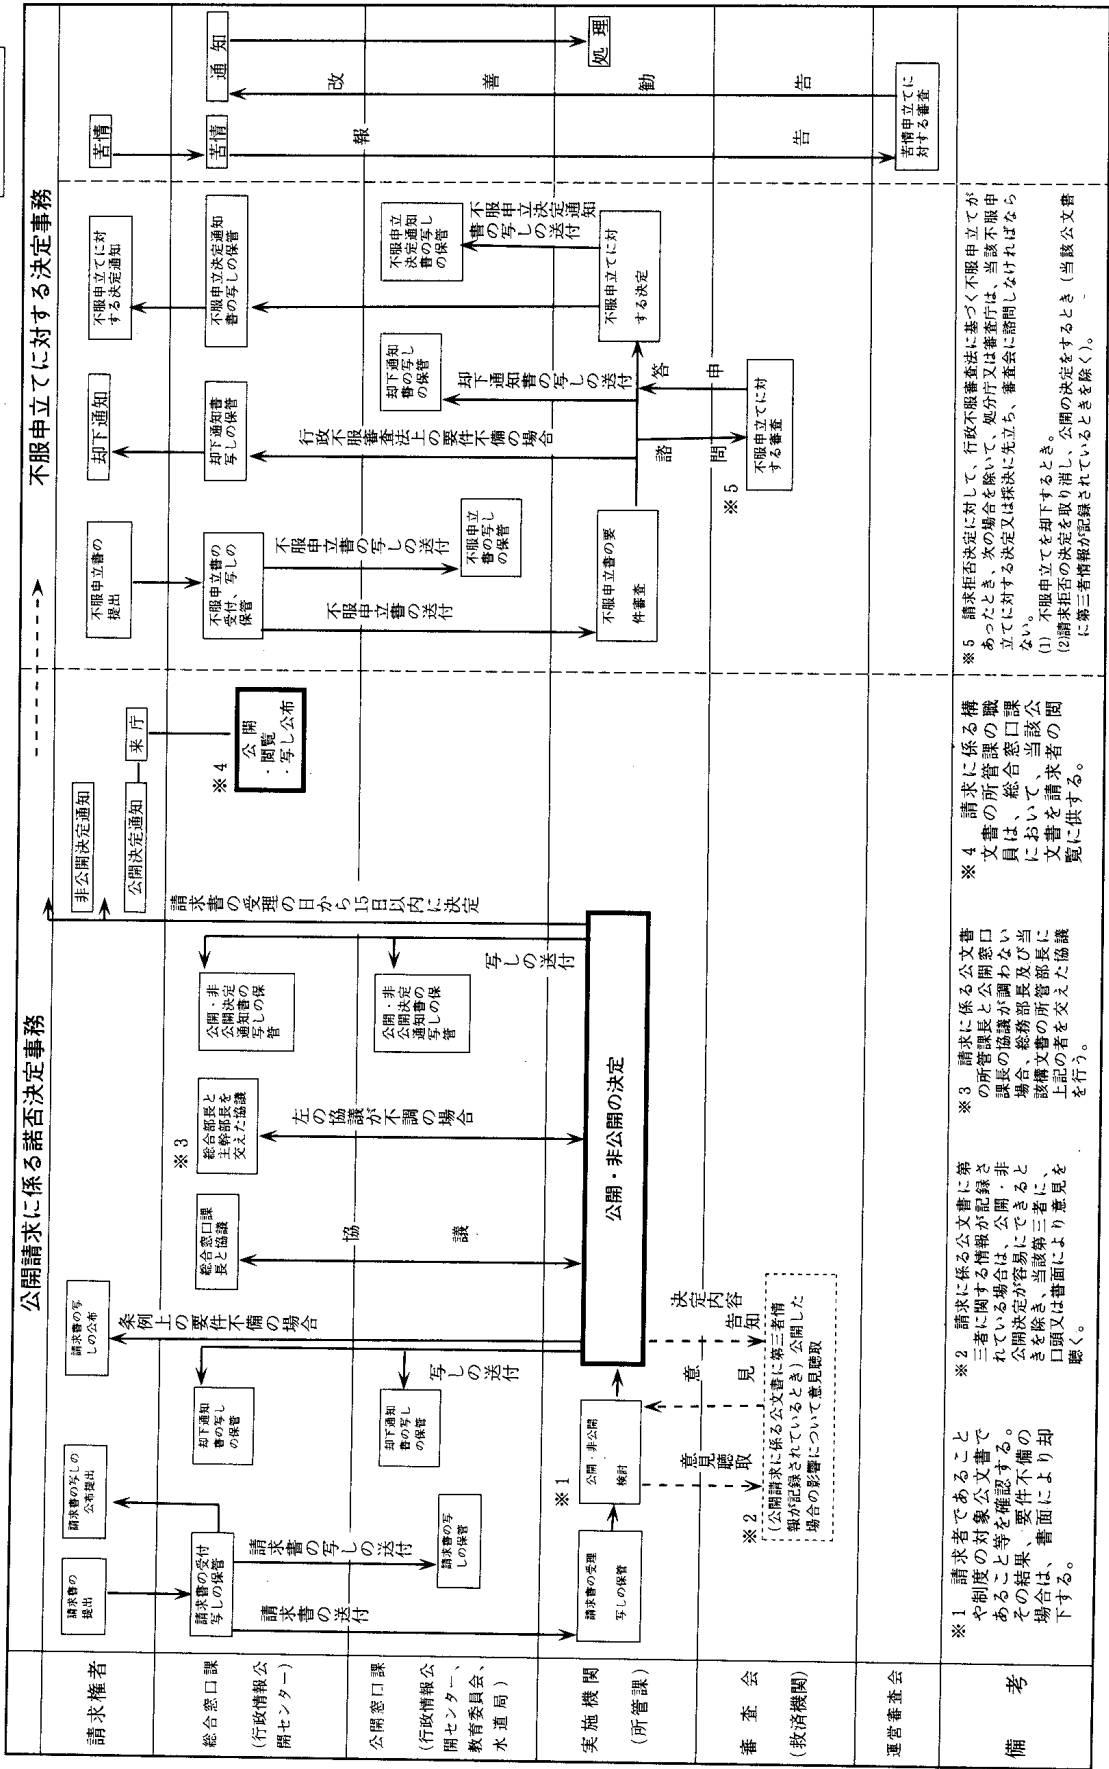 公開請求に係る諾否決定事務
不服申立てに対する決定事務
請求権者
総合窓口課
(行政情報公
開センター)
公開窓口課
(行政情報公
開センター、
教育委員会、
水道局)
実施機関
(所管課)
審査会
(救済機関)
運営審査会
備考
請求書の
提出
請求書の写しの
公布提出
請求書の写
しの公布
非公開決定通知
公開決定通知
来庁
請求書の受付
写しの保管
請求書の送付
請求書の写しの送付
請求書の写
しの保管
請求書の受理
写しの保管
※1
公開・非公開
検討
却下通知
書の写し
の保管
却下通知
書の写し
の保管
写しの送付
条例上の要件不備の場合
総合窓口課
長と協議
協議
※3
総合部長と
主幹部長を
交えた協議
左の協議が不調の場合
公開・非
公開決定
通知書の
写しの保
管
公開・非
公開決定
通知書の
写しの保
管
写しの送付
請求書の受理の日から15日以内に決定
公開・非公開の決定
※2
意見聴取
意見
決定内容
告知
((公開請求に係る公文書に第三者情
報が記録されているとき)公開した
場合の影響について意見聴取
※4
公開
・閲覧
・写し公布
不服申立書の
提出
不服申立書の
受付、写しの
保管
不服申立書の送付
不服申立書の写しの送付
不服申立
書の写し
の保管
不服申立書の要
件審査
却下通知
却下通知書
写しの保管
行政不服審査法上の要件不備の場合
却下通知書の写しの送付
却下通知
書の写し
の保管
諮問
答申
※5
不服申立てに対
する審査
不服申立てに対
する決定
不服申立てに対
する決定通知
不服申立決定通知
書の写しの保管
不服申立
決定通知
書の写し
の保管
不服申立決定通知
書の写しの送付
苦情
苦情
報告
苦情申立てに
対する審査
改善勧告
通知
処理
※1 請求者であること
や制度の対象公文書で
あること等を確認する。
その結果、要件不備の
場合は、書面により却
下する。
※2 請求に係る公文書に第
三者に関する情報が記録さ
れている場合は、公開・非
公開決定が容易にできると
きを除き、当該第三者に、
口頭又は書面により意見を
聴く。
※3 請求に係る公文書
の所管課長と公開窓口
課長の協議が調わない
場合、総務部長及び当
該構文書の所管部長に
上記の者を交えた協議
を行う。
※4 請求に係る構
文書の所管課の職
員は、総合窓口課
において、当該公
文書を請求者の閲
覧に供する。
※5 請求拒否決定に対して、行政不服審査法に基づく不服申立てが
あったとき、次の場合を除いて、処分庁又は審査庁は、当該不服申
立てに対する決定又は採決に先立ち、審査会に諮問しなければなら
ない。
(1) 不服申立てを却下するとき。
(2)請求拒否の決定を取り消し、公開の決定をするとき(当該公文書
に第三者情報が記録されているときを除く)。